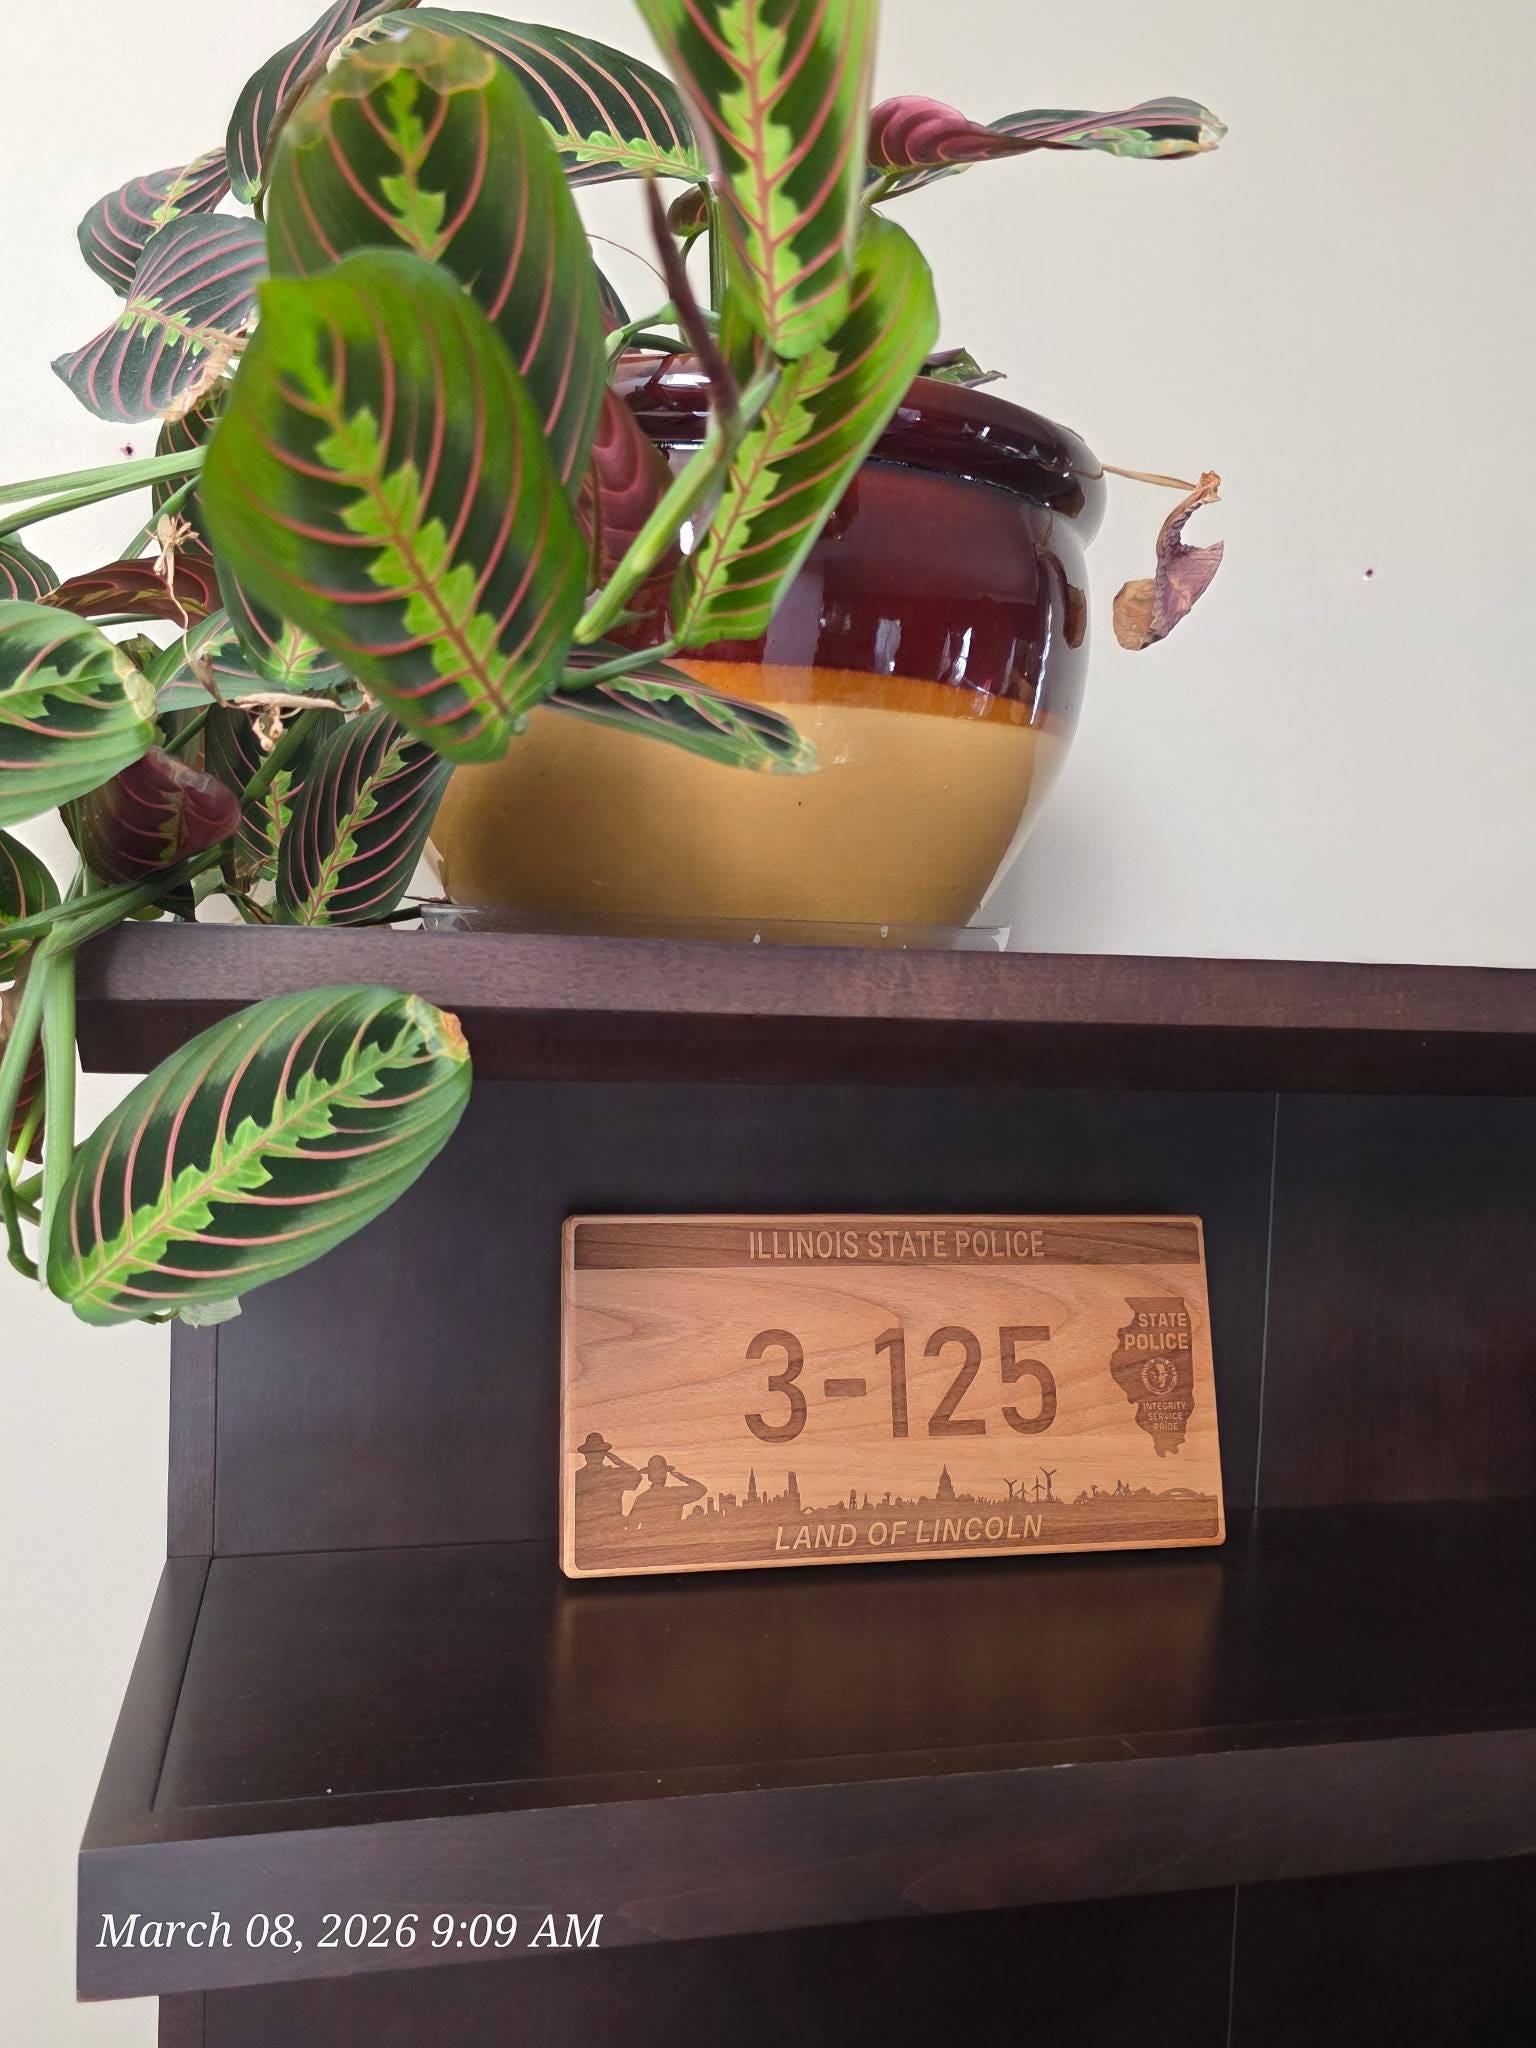 ILLINOIS STATE POLICE
3-125
STATE
POLICE
INTEGRITY
SERVICE
PRIDE
LAND OF LINCOLN
March 08, 2026 9:09 AM